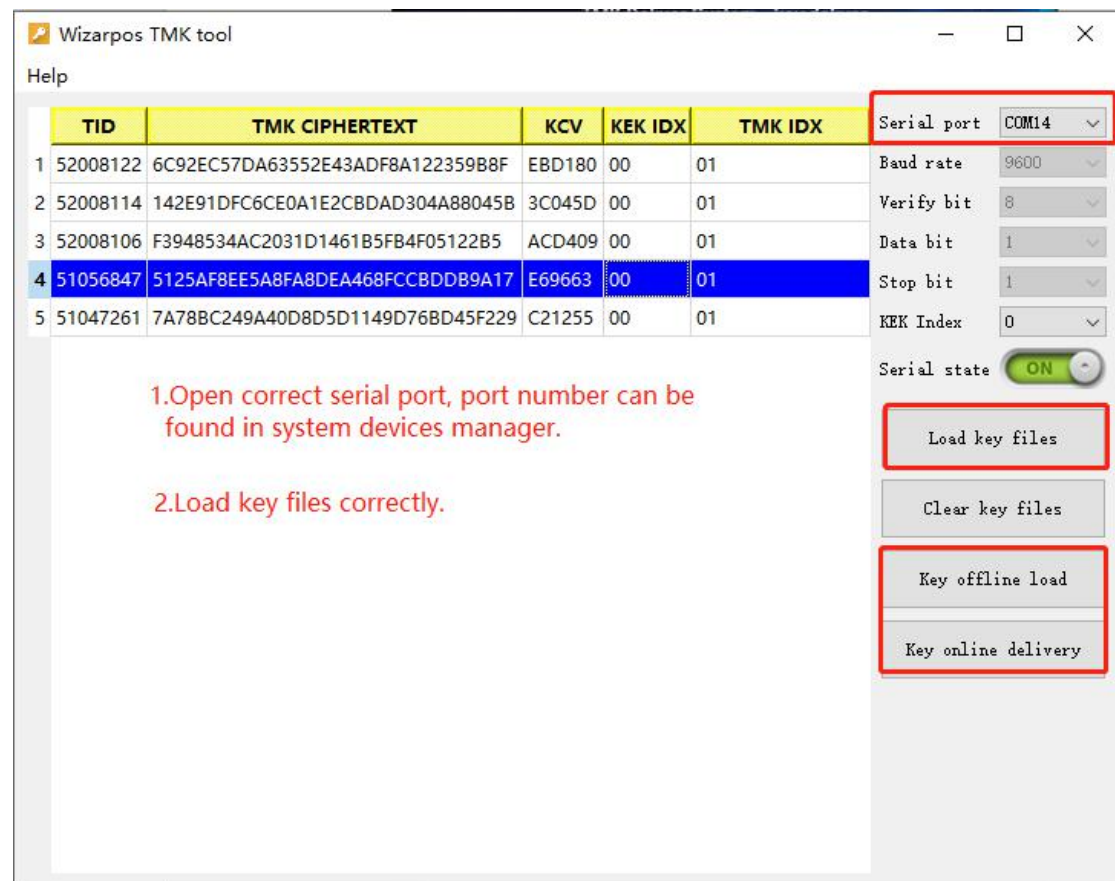 Wizarpos TMK tool
Help
TID TMK CIPHERTEXT KCV KEK IDX TMK IDX
1 52008122 6C92EC57DA63552E43ADF8A122359B8F EBD180 00 01
2 52008114 142E91DFC6CE0A1E2CBDAD304A88045B 3C045D 00 01
3 52008106 F3948534AC2031D1461B5FB4F05122B5 ACD409 00 01
4 51056847 5125AF8EE5A8FA8DEA468FCCBDDB9A17 E69663 00 01
5 51047261 7A78BC249A40D8D5D1149D76BD45F229 C21255 00 01
1.Open correct serial port, port number can be
found in system devices manager.
2.Load key files correctly.
Serial port COM14
Baud rate 9600
Verify bit 8
Data bit 1
Stop bit 1
KEK Index 0
Serial state ON
Load key files
Clear key files
Key offline load
Key online delivery